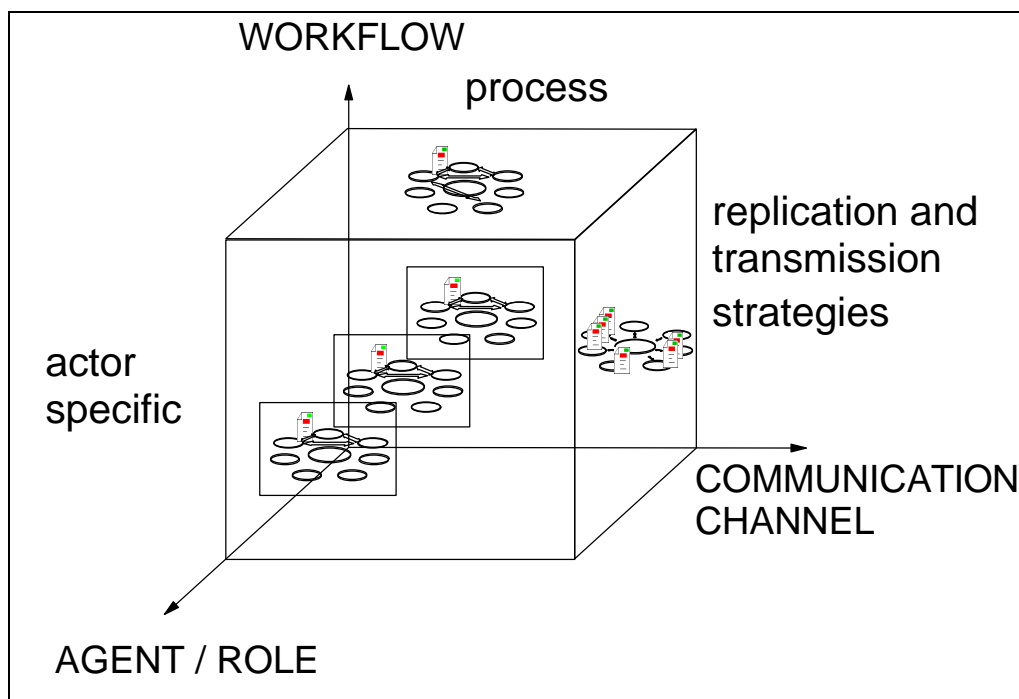 WORKFLOW
process
replication and
transmission
strategies
actor
specific
COMMUNICATION
CHANNEL
AGENT / ROLE